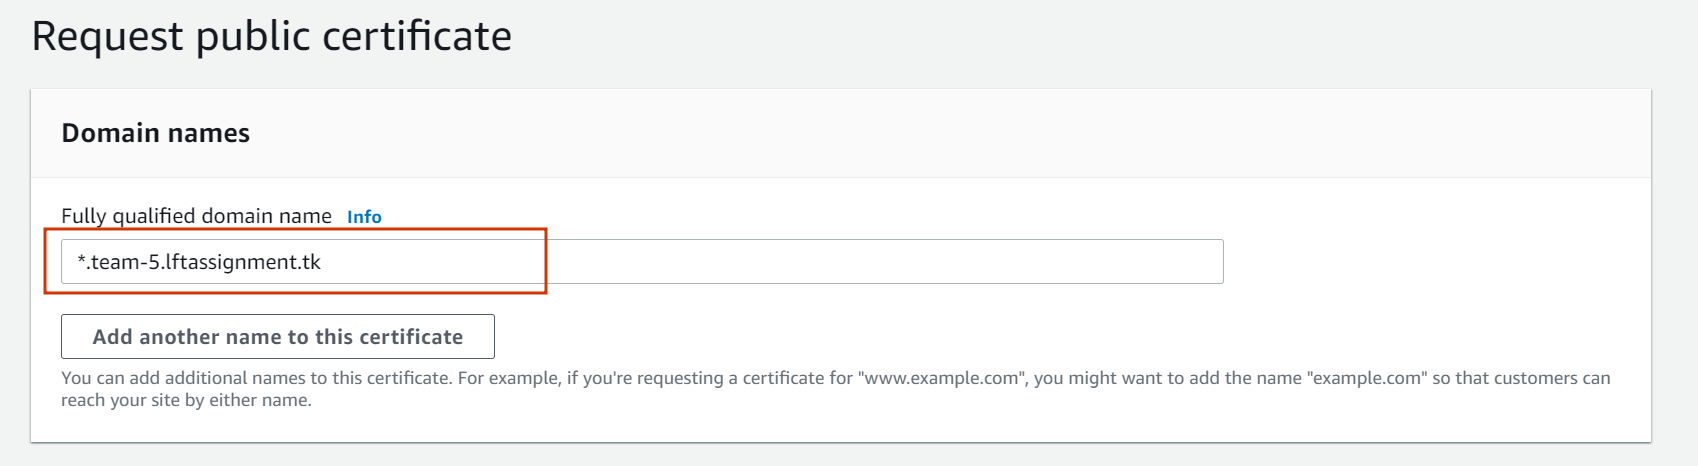 Request public certificate
Domain names
Fully qualified domain name Info
*.team-5.lftassignment.tk
Add another name to this certificate
You can add additional names to this certificate. For example, if you're requesting a certificate for "www.example.com", you might want to add the name "example.com" so that customers can
reach your site by either name.